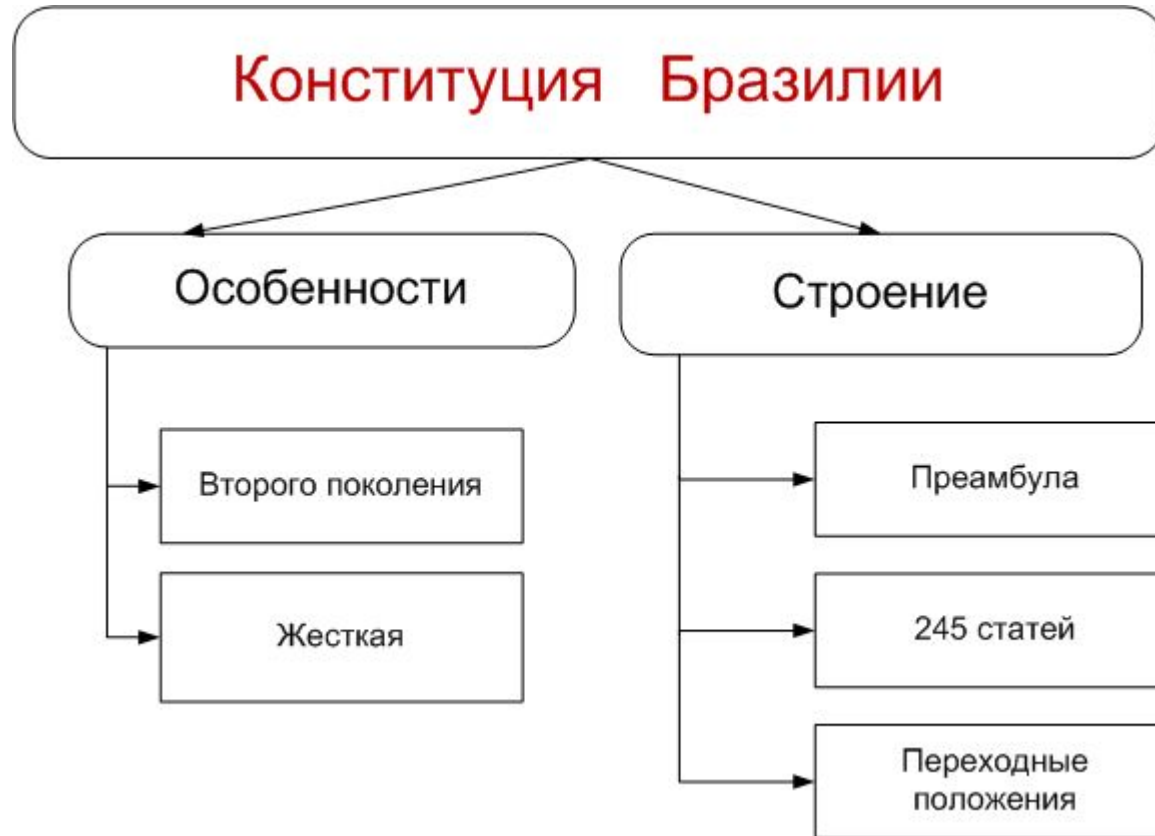 Конституция Бразилии
Особенности
Второго поколения
Жесткая
Строение
Преамбула
245 статей
Переходные
положения